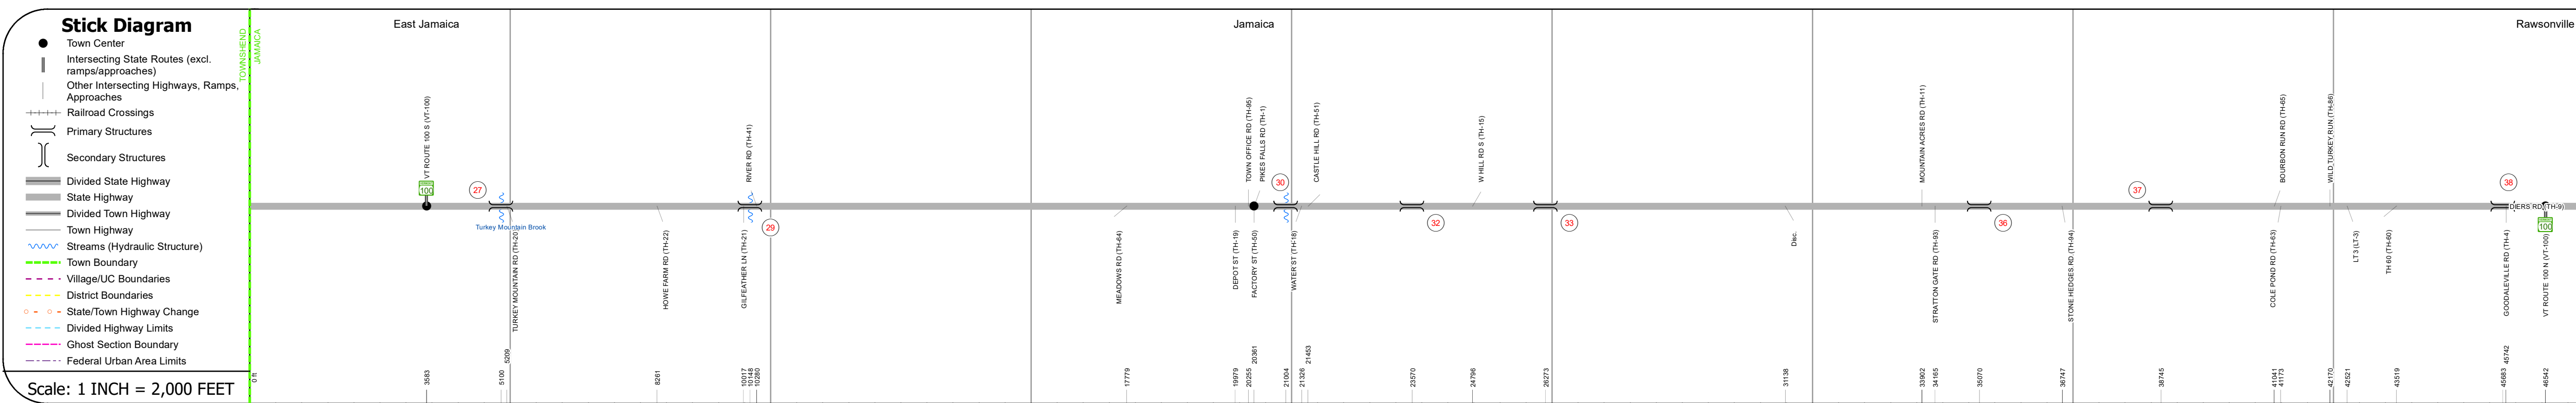 Stick Diagram
Town Center
Intersecting State Routes (excl.
ramps/approaches)
Other Intersecting Highways, Ramps,
Approaches
Railroad Crossings
Primary Structures
Secondary Structures
Divided State Highway
State Highway
Divided Town Highway
Town Highway
Streams (Hydraulic Structure)
Town Boundary
Village/UC Boundaries
District Boundaries
State/Town Highway Change
Divided Highway Limits
Ghost Section Boundary
Federal Urban Area Limits
Scale: 1 INCH = 2,000 FEET
TOWNSHEND
JAMAICA
East Jamaica
Jamaica
Rawsonville
VT ROUTE 100 S (VT-100)
RIVER RD (TH-41)
TOWN OFFICE RD (TH-95)
PIKES FALLS RD (TH-1)
CASTLE HILL RD (TH-51)
W HILL RD S (TH-15)
MOUNTAIN ACRES RD (TH-11)
BOURBON RUN RD (TH-65)
WILD TURKEY RUN (TH-86)
100
27
29
30
32
33
36
37
38
DIERS RD (TH-9)
100
Turkey Mountain Brook
TURKEY MOUNTAIN RD (TH-20)
HOWE FARM RD (TH-22)
GILFEATHER LN (TH-21)
MEADOWS RD (TH-64)
DEPOT ST (TH-19)
FACTORY ST (TH-50)
WATER ST (TH-18)
Disc.
STRATTON GATE RD (TH-93)
STONE HEDGES RD (TH-94)
COLE POND RD (TH-63)
LT 3 (LT-3)
TH 60 (TH-60)
GOODALEVILLE RD (TH-4)
VT ROUTE 100 N (VT-100)
0 ft
3583
5100
5209
8261
10017
10148
10280
17779
19979
20255
20361
21004
21326
21453
23570
24796
26273
31138
33902
34165
35070
36747
38745
41041
41173
42170
42521
43519
45683
45742
46542